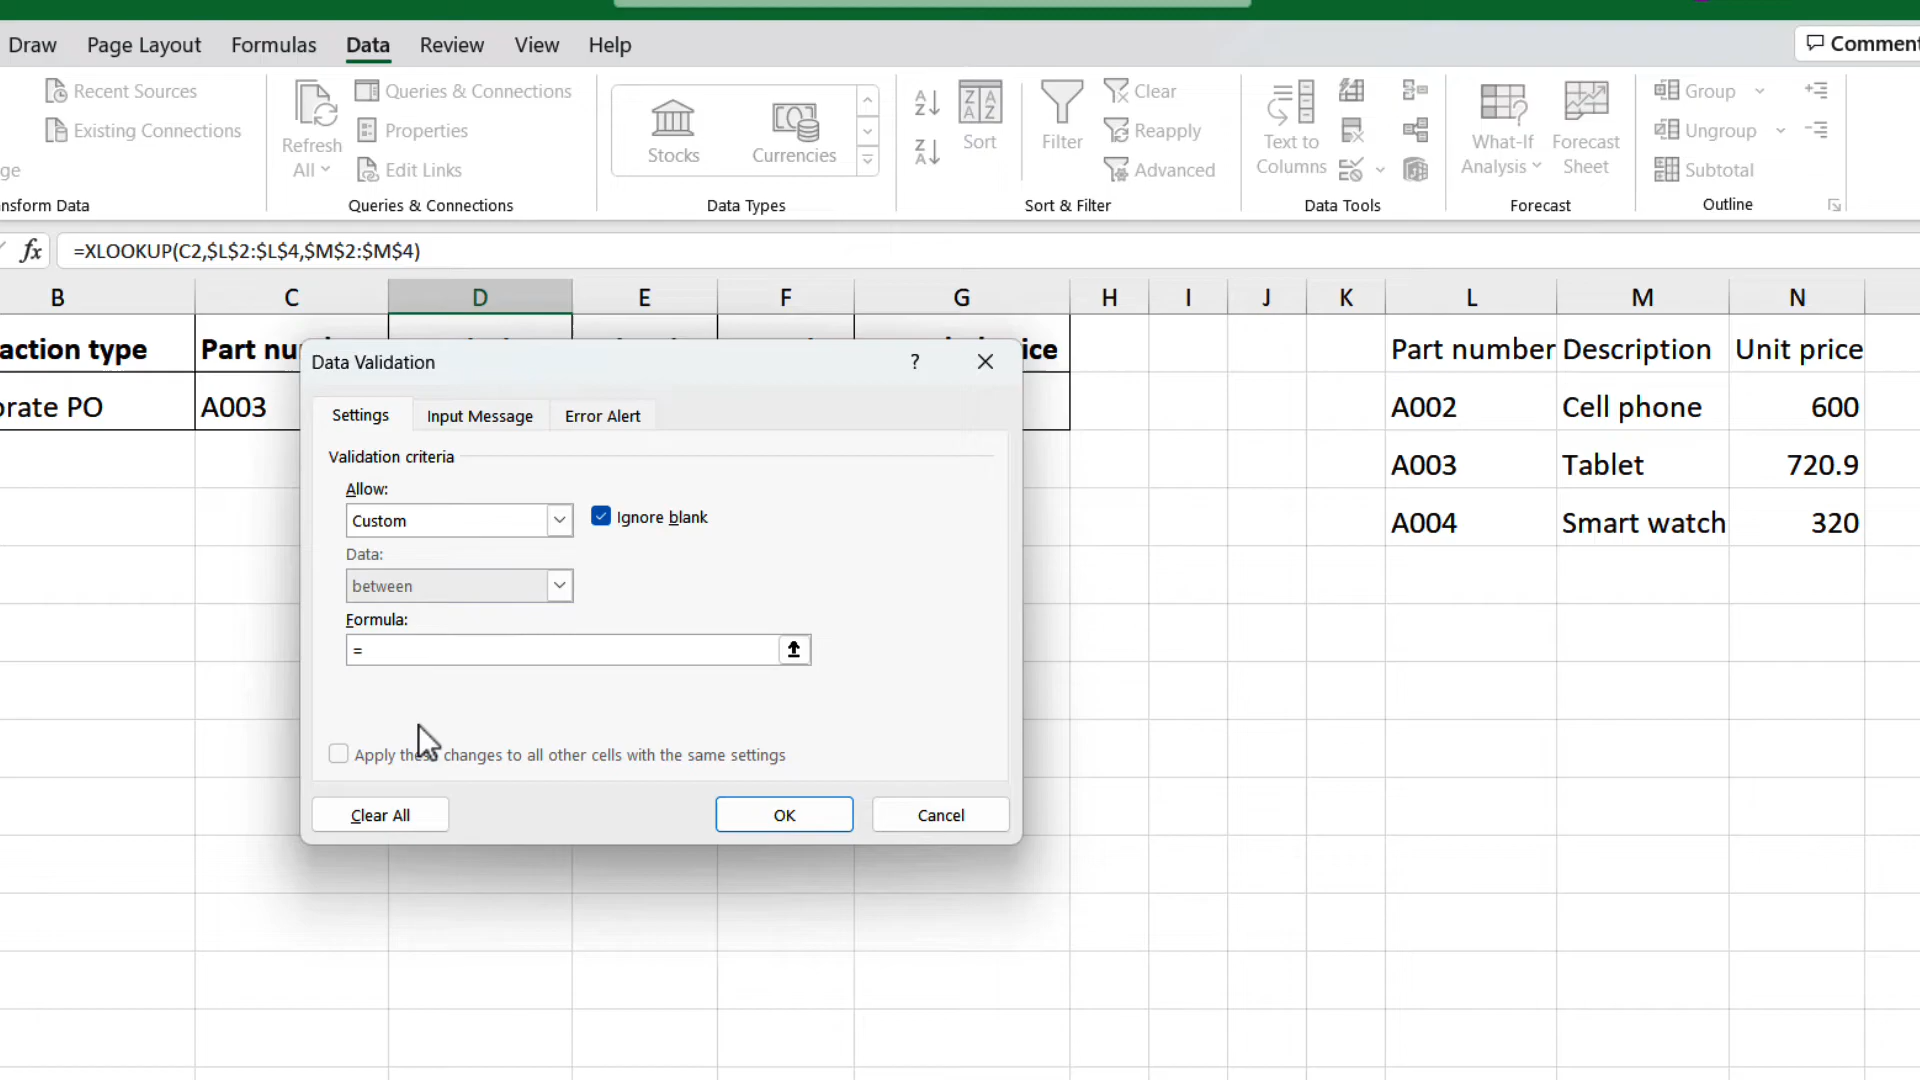 Draw Page Layout Formulas Data Review View Help
Recent Sources
Existing Connections
ge
nsform Data
Refresh
All
Queries & Connections
Properties
Edit Links
Queries & Connections
Stocks
Currencies
Data Types
Sort
Filter
Clear
Reapply
Advanced
Sort & Filter
Text to
Columns
Data Tools
What-If
Analysis
Forecast
Sheet
Forecast
Group
Ungroup
Subtotal
Outline
Comment
fx =XLOOKUP(C2,$L$2:$L$4,$M$2:$M$4)
B C D E F G H I J K L M N
action type Part nu ice Part number Description Unit price
orate PO A003 A002 Cell phone 600
A003 Tablet 720.9
A004 Smart watch 320
Data Validation ?
Settings Input Message Error Alert
Validation criteria
Allow:
Custom Ignore blank
Data:
between
Formula:
=
Apply these changes to all other cells with the same settings
Clear All OK Cancel